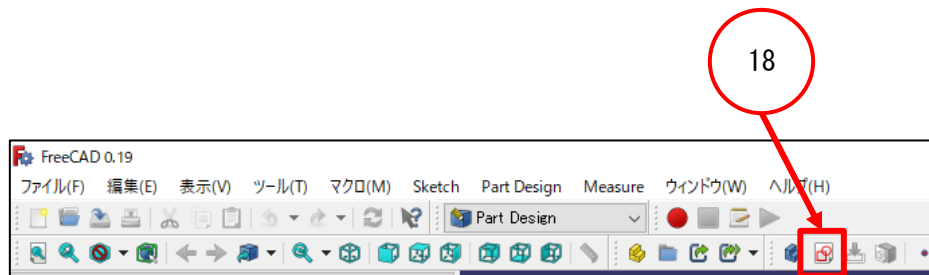 18
FreeCAD 0.19
ファイル(F) 編集(E) 表示(V) ツール(T) マクロ(M) Sketch Part Design Measure ウィンドウ(W) ヘルプ(H)
Part Design